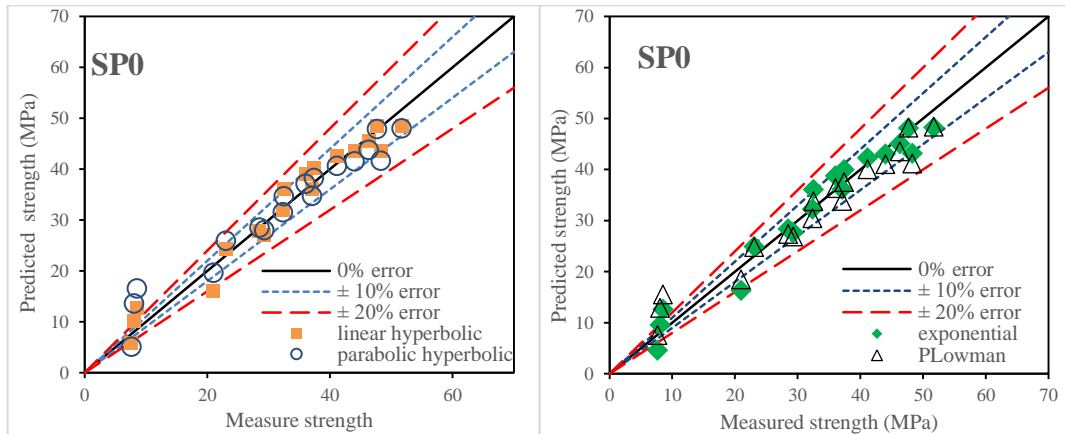 SP0
Predicted strength (MPa)
70
60
50
40
30
20
10
0
0 20 40 60
Measure strength
0% error
± 10% error
± 20% error
linear hyperbolic
parabolic hyperbolic
SP0
Predicted strength (MPa)
70
60
50
40
30
20
10
0
0 10 20 30 40 50 60 70
Measured strength (MPa)
0% error
± 10% error
± 20% error
exponential
PLowman